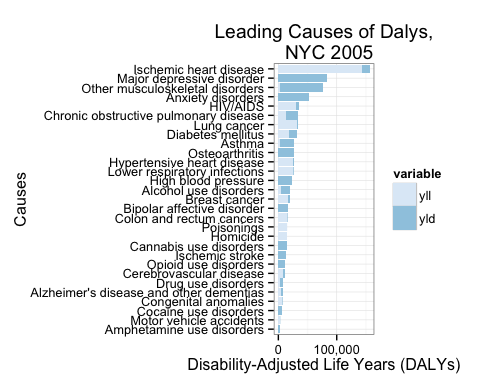 Leading Causes of Dalys,
NYC 2005
Ischemic heart disease
Major depressive disorder
Other musculoskeletal disorders
Anxiety disorders
HIV/AIDS
Chronic obstructive pulmonary disease
Lung cancer
Diabetes mellitus
Asthma
Osteoarthritis
Hypertensive heart disease
Lower respiratory infections
High blood pressure
Alcohol use disorders
Breast cancer
Bipolar affective disorder
Colon and rectum cancers
Poisonings
Homicide
Cannabis use disorders
Ischemic stroke
Opioid use disorders
Cerebrovascular disease
Drug use disorders
Alzheimer's disease and other dementias
Congenital anomalies
Cocaine use disorders
Motor vehicle accidents
Amphetamine use disorders
Causes
0 100,000
Disability-Adjusted Life Years (DALYs)
variable
yll
yld